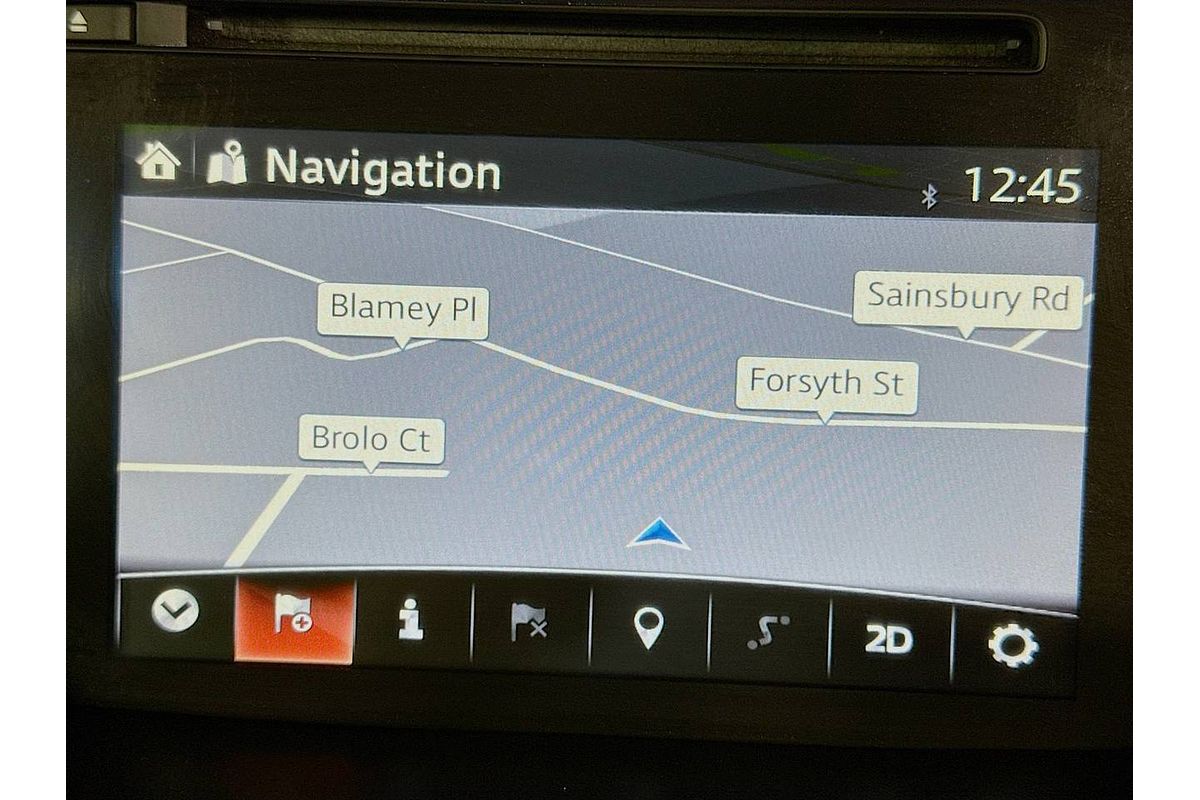 Navigation
12:45
Blamey Pl
Sainsbury Rd
Forsyth St
Brolo Ct
2D